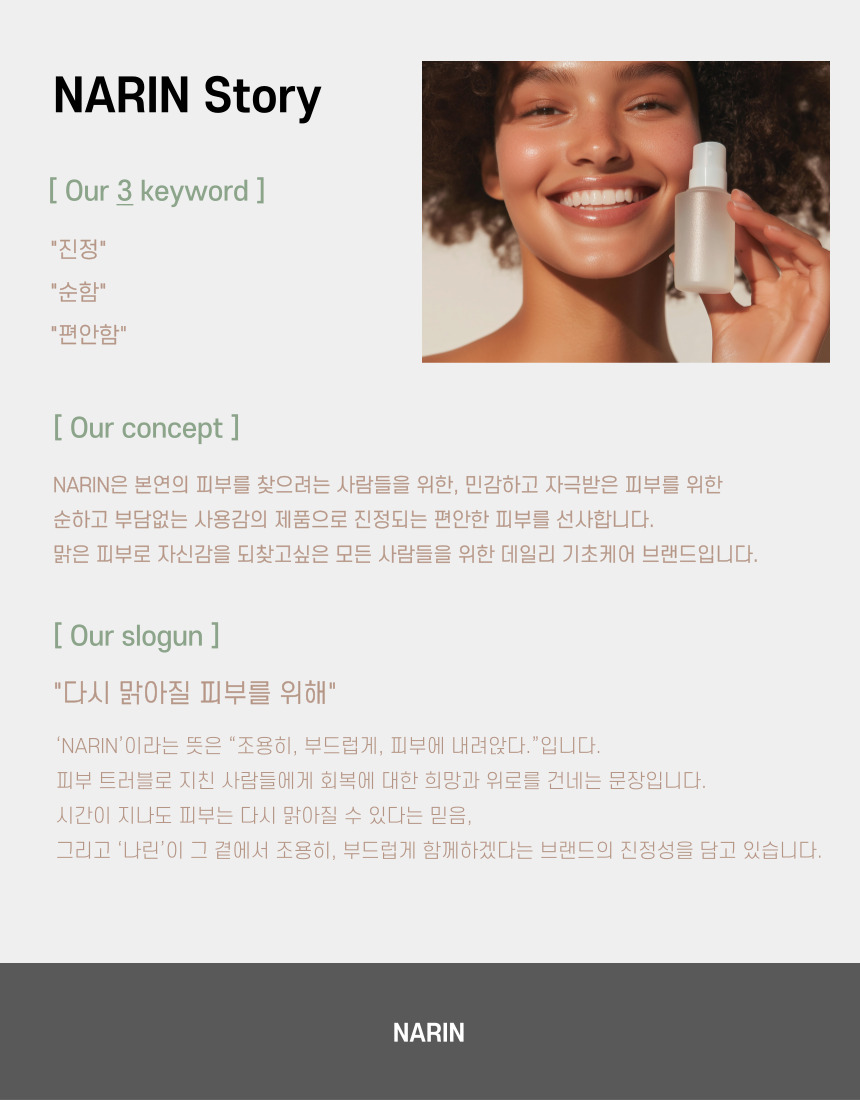 NARIN Story
[ Our 3 keyword ]
"진정"
"순함"
"편안함"
[ Our concept ]
NARIN은 본연의 피부를 찾으려는 사람들을 위한, 민감하고 자극받은 피부를 위한
순하고 부담없는 사용감의 제품으로 진정되는 편안한 피부를 선사합니다.
맑은 피부로 자신감을 되찾고싶은 모든 사람들을 위한 데일리 기초케어 브랜드입니다.
[ Our slogun ]
"다시 맑아질 피부를 위해"
‘NARIN’이라는 뜻은 “조용히, 부드럽게, 피부에 내려앉다.”입니다.
피부 트러블로 지친 사람들에게 회복에 대한 희망과 위로를 건네는 문장입니다.
시간이 지나도 피부는 다시 맑아질 수 있다는 믿음,
그리고 ‘나린’이 그 곁에서 조용히, 부드럽게 함께하겠다는 브랜드의 진정성을 담고 있습니다.
NARIN